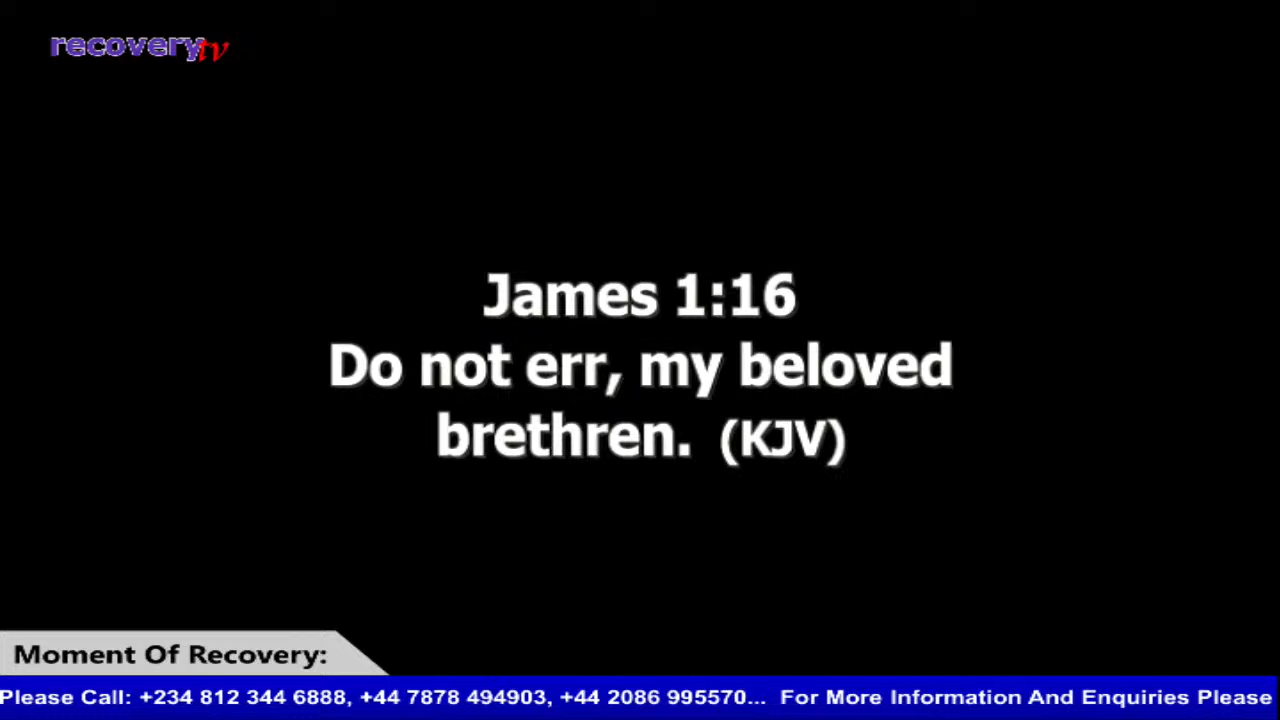 recoverytv
James 1:16
Do not err, my beloved
brethren. (KJV)
Moment Of Recovery:
Please Call: +234 812 344 6888, +44 7878 494903, +44 2086 995570... For More Information And Enquiries Please